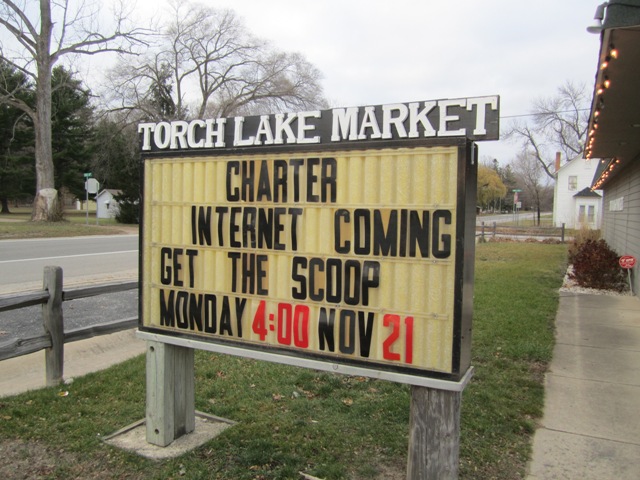 TORCH LAKE MARKET
CHARTER
INTERNET COMING
GET THE SCOOP
MONDAY 4:00 NOV 21